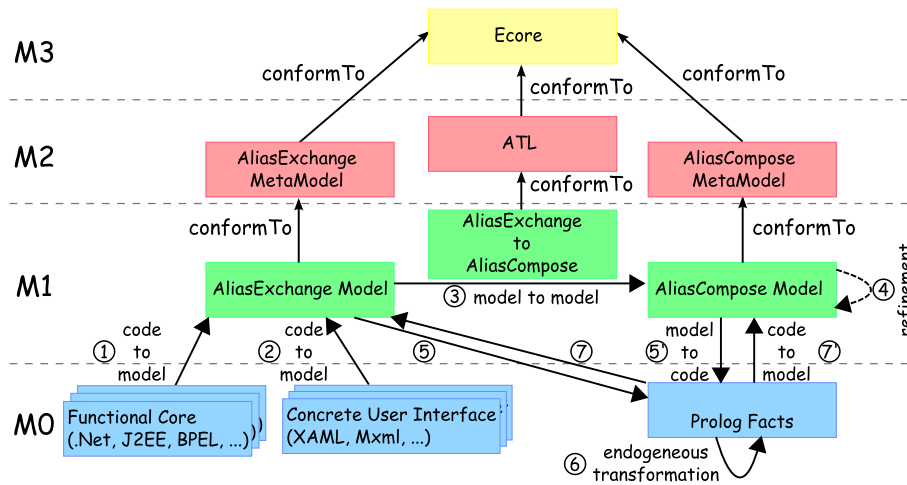 M3
Ecore
conformTo
conformTo
conformTo
M2
AliasExchange
MetaModel
ATL
AliasCompose
MetaModel
conformTo
conformTo
conformTo
AliasExchange
to
AliasCompose
M1
AliasExchange Model
③ model to model
AliasCompose Model
④
refinement
① code
to
model
② code
to
model
⑤
⑦
⑤' model
to
code
code
to
model
⑦'
M0
Functional Core
(.Net, J2EE, BPEL, ...)
Concrete User Interface
(XAML, Mxml, ...)
Prolog Facts
⑥ endogeneous
transformation